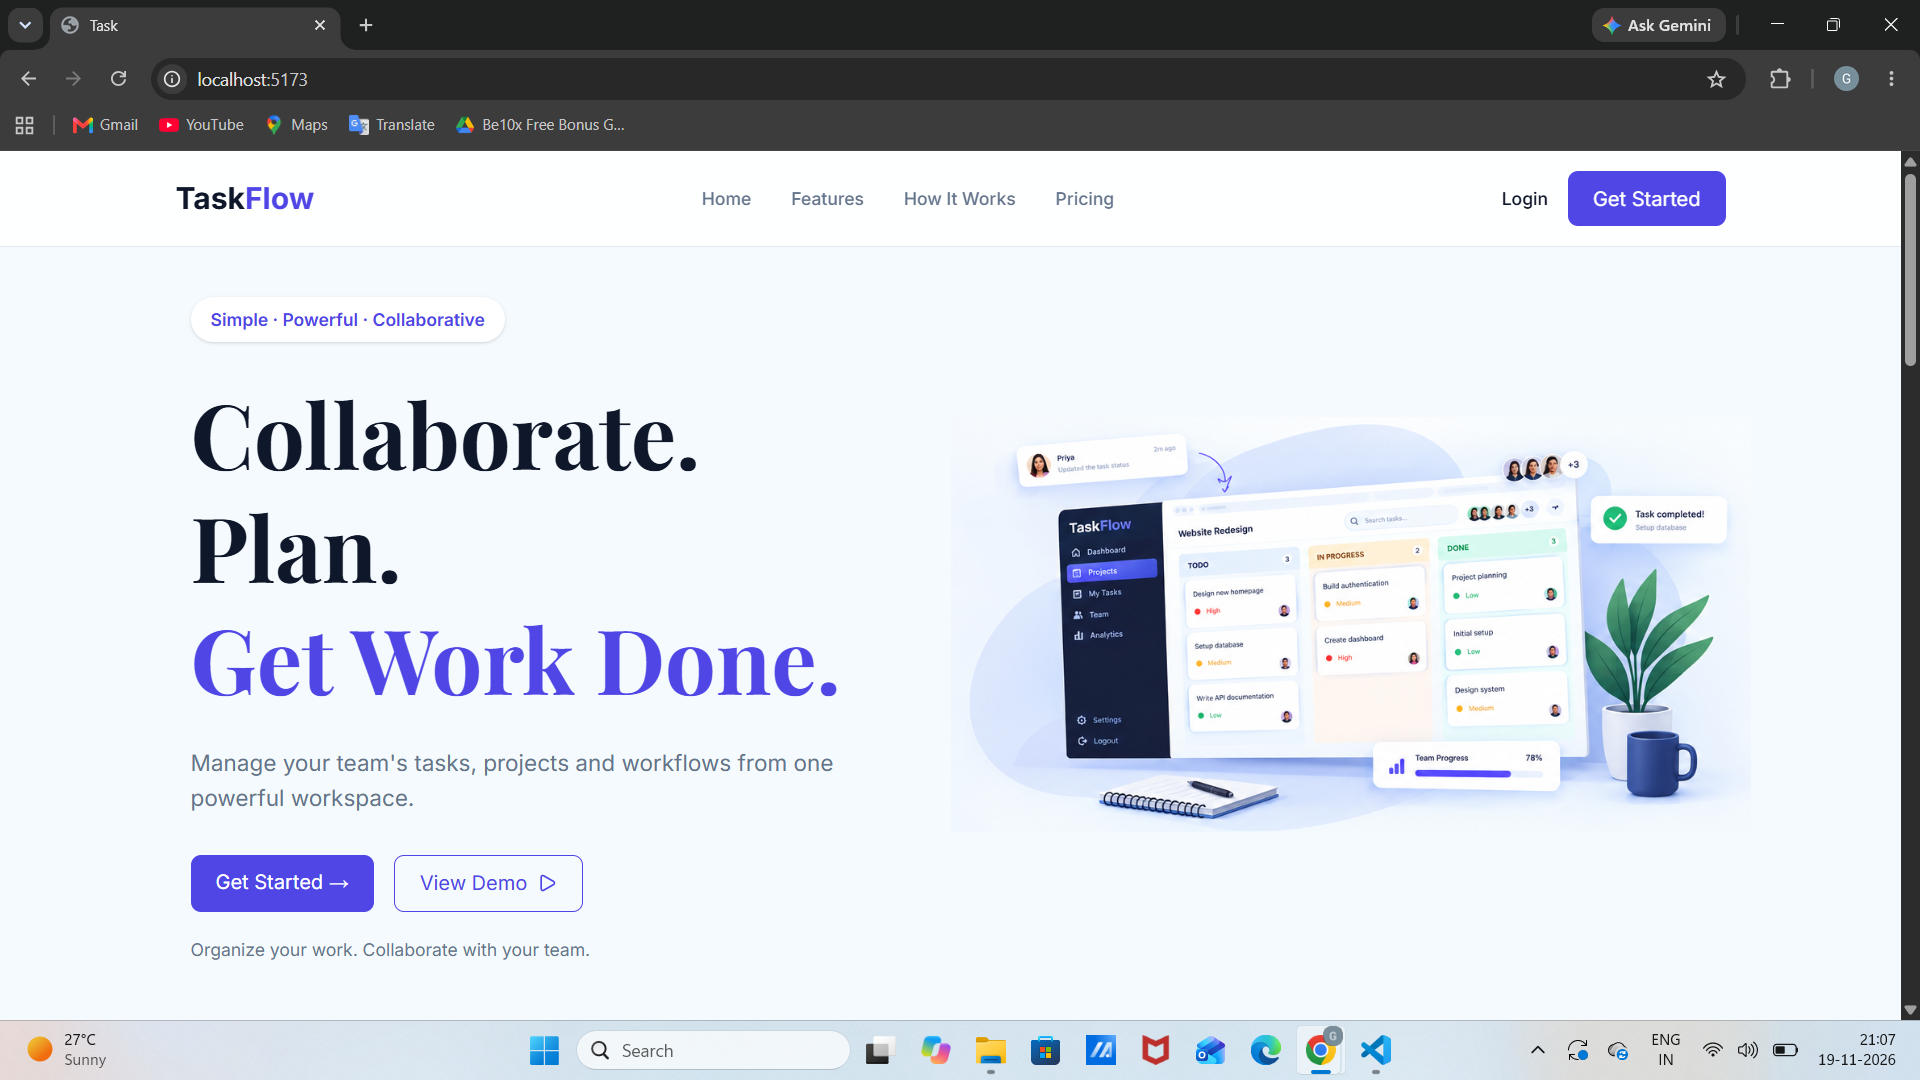 Task
Ask Gemini
localhost:5173
G
Gmail
YouTube
Maps
Translate
Be10x Free Bonus G...
TaskFlow
Home
Features
How It Works
Pricing
Login
Get Started
Simple · Powerful · Collaborative
Collaborate.
Plan.
Get Work Done.
Manage your team's tasks, projects and workflows from one
powerful workspace.
Get Started →
View Demo
Organize your work. Collaborate with your team.
Priya
2m ago
Updated the task status
+3
Task completed!
Setup database
TaskFlow
Dashboard
Projects
My Tasks
Team
Analytics
Settings
Logout
Website Redesign
Search tasks...
+3
TODO
3
Design new homepage
High
Setup database
Medium
Write API documentation
Low
IN PROGRESS
2
Build authentication
Medium
Create dashboard
High
DONE
3
Project planning
Low
Initial setup
Low
Design system
Medium
Team Progress
78%
27°C
Sunny
Search
G
ENG
IN
21:07
19-11-2026